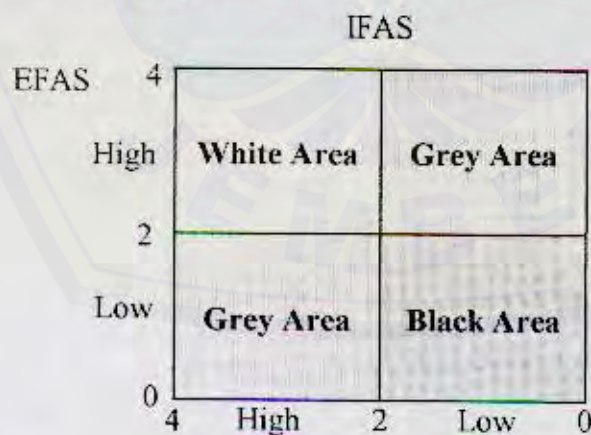 IFAS
EFAS 4
High White Area Grey Area
2
Low Grey Area Black Area
0
4 High 2 Low 0